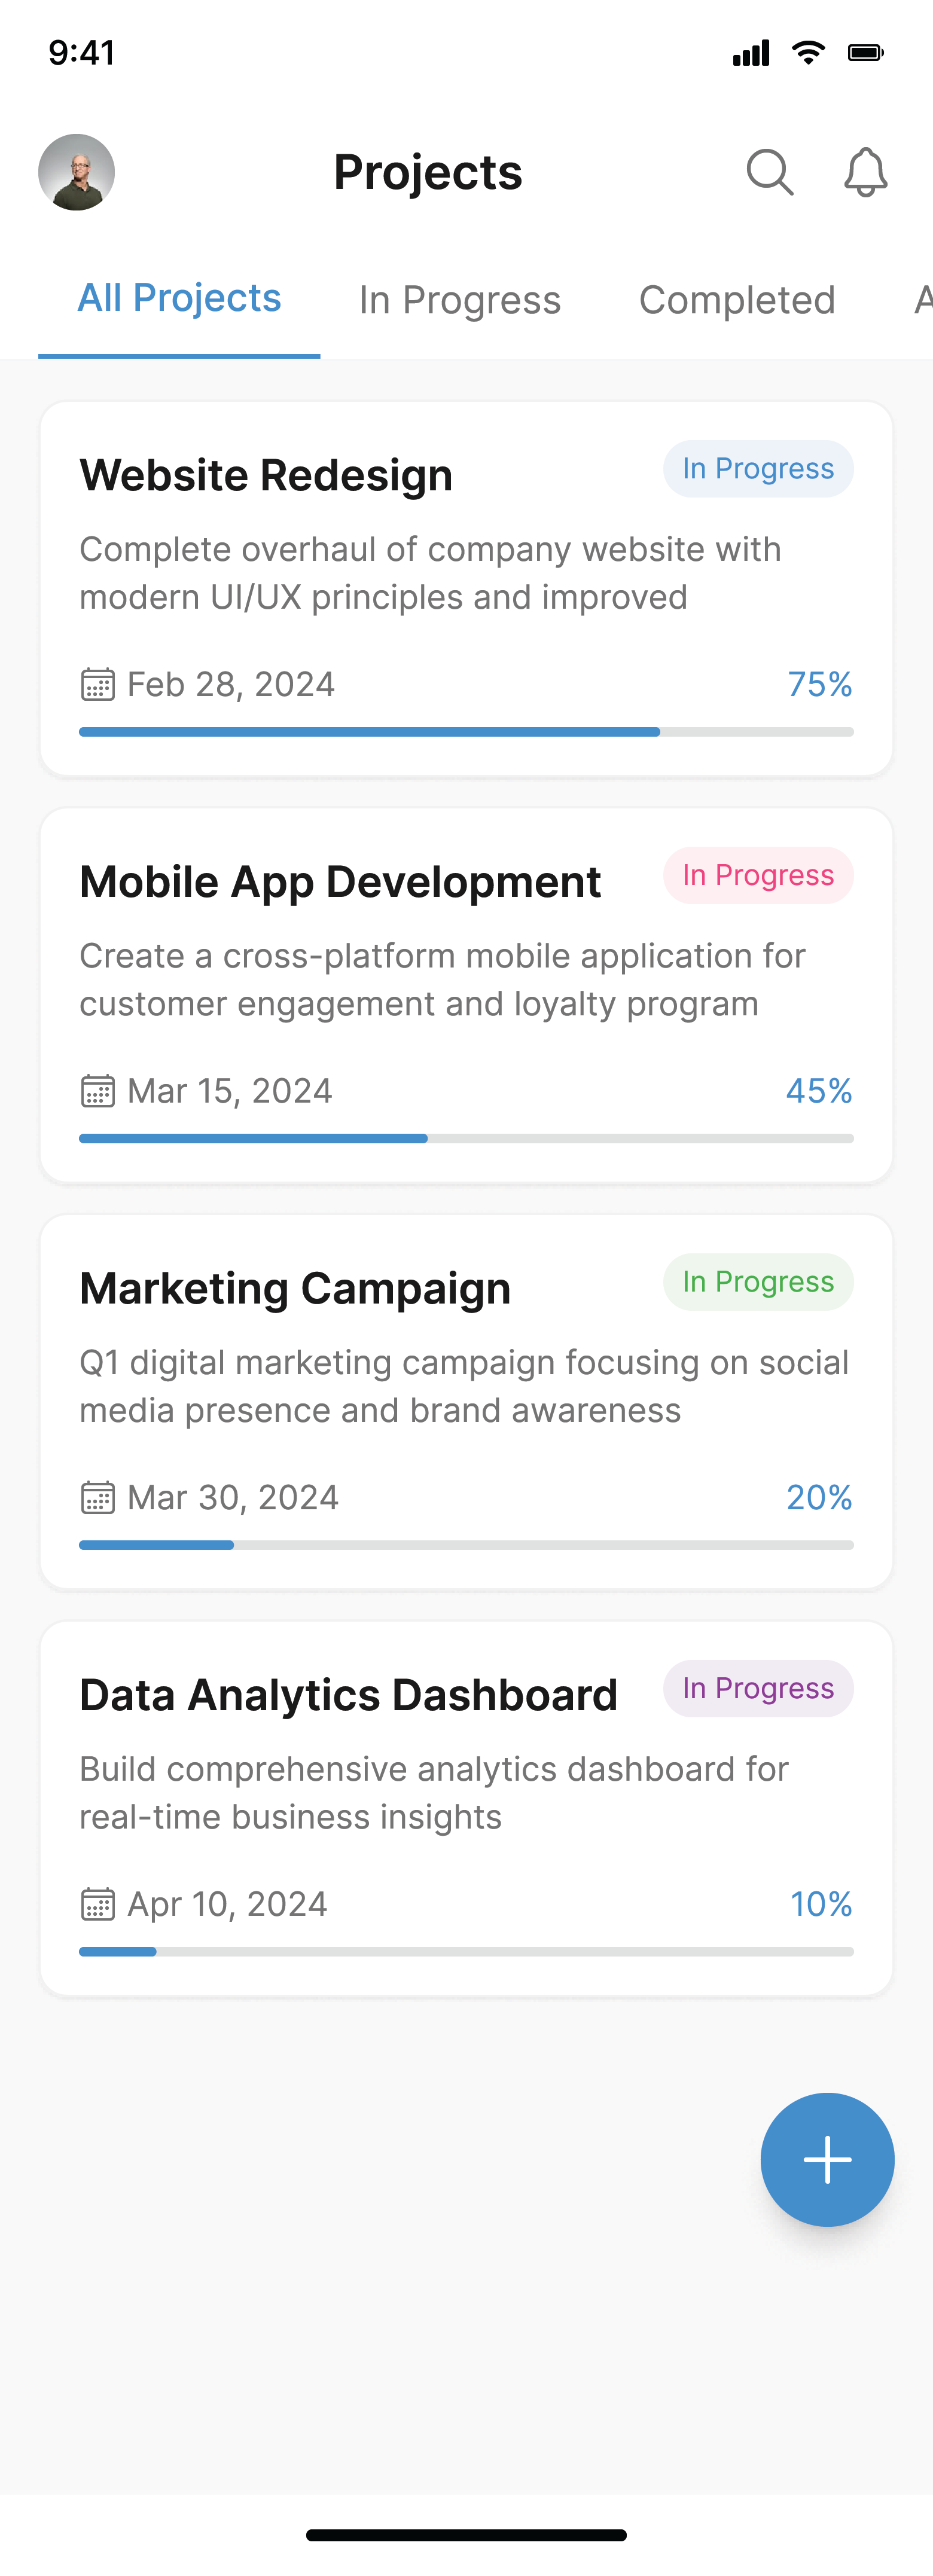 9:41
Projects
All Projects In Progress Completed A
Website Redesign In Progress
Complete overhaul of company website with
modern UI/UX principles and improved
Feb 28, 2024 75%
Mobile App Development In Progress
Create a cross-platform mobile application for
customer engagement and loyalty program
Mar 15, 2024 45%
Marketing Campaign In Progress
Q1 digital marketing campaign focusing on social
media presence and brand awareness
Mar 30, 2024 20%
Data Analytics Dashboard In Progress
Build comprehensive analytics dashboard for
real-time business insights
Apr 10, 2024 10%